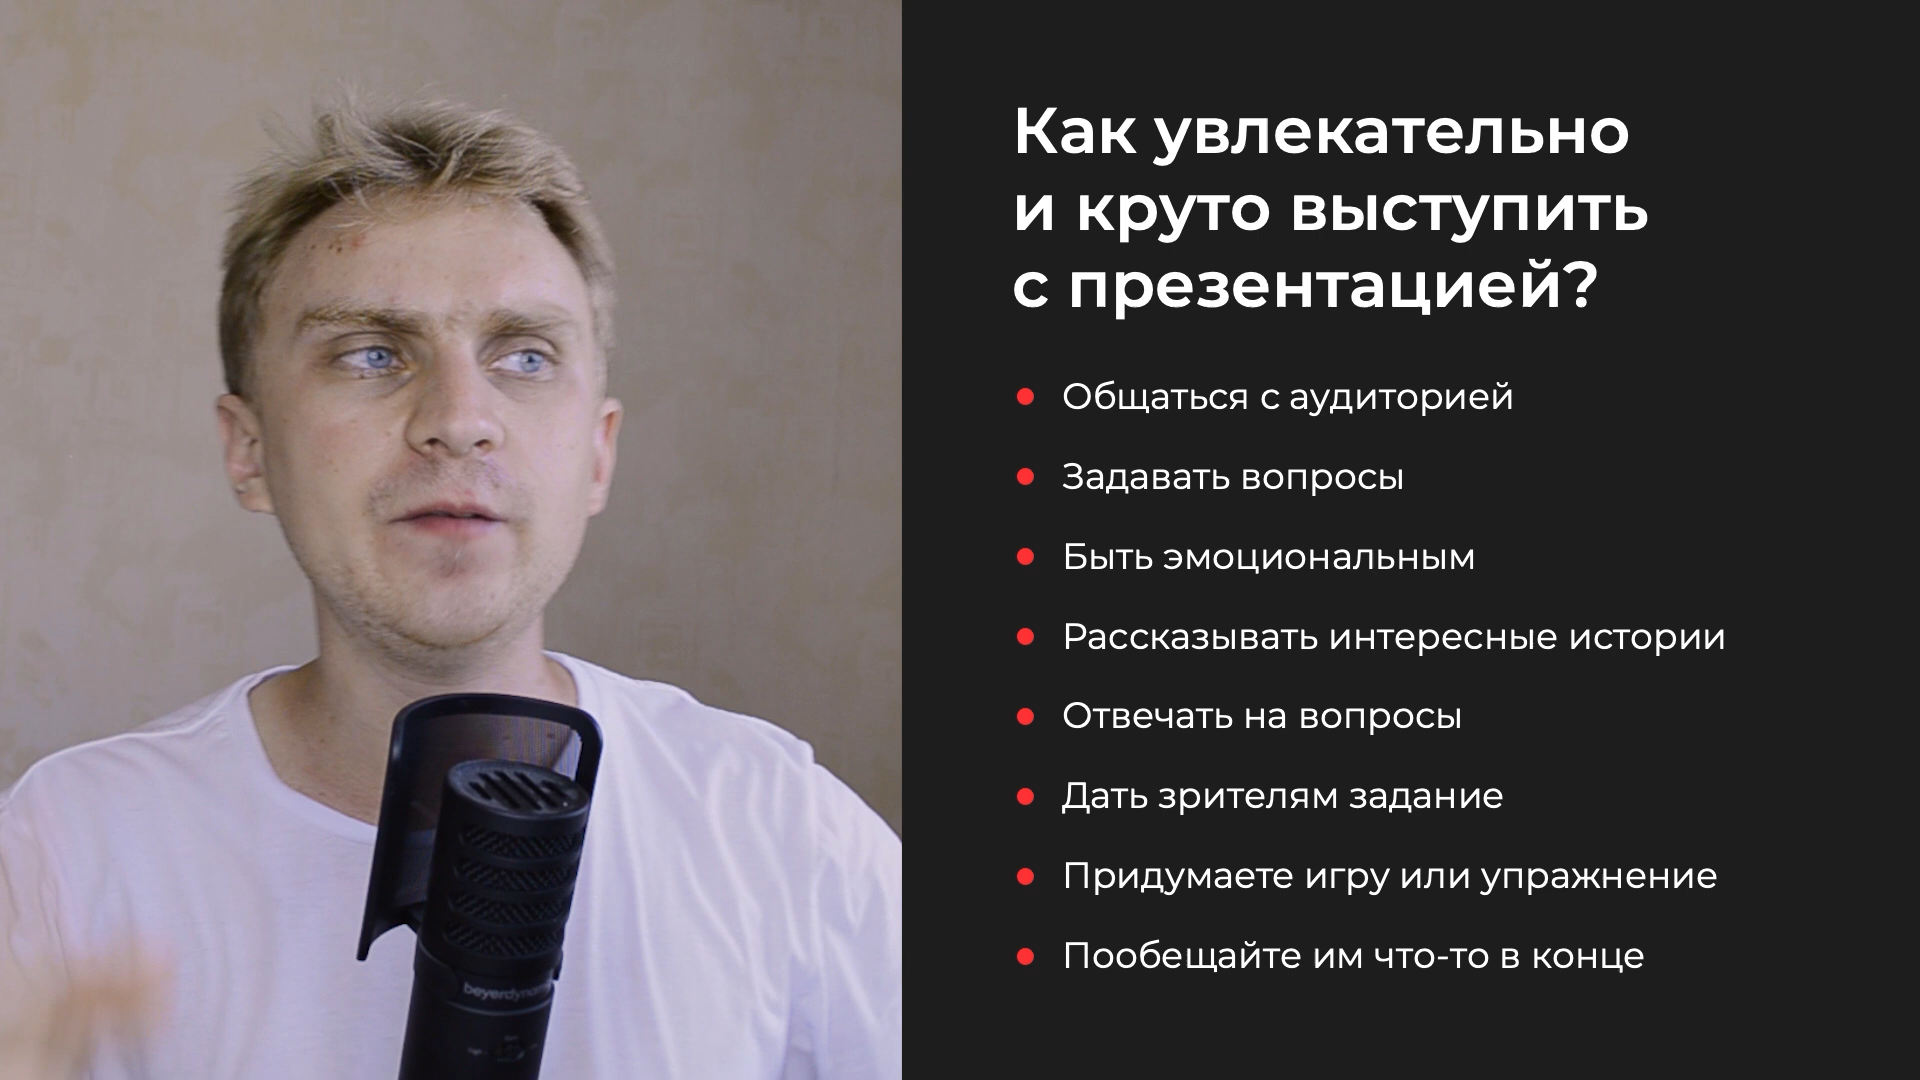 Как увлекательно
и круто выступить
с презентацией?
Общаться с аудиторией
Задавать вопросы
Быть эмоциональным
Рассказывать интересные истории
Отвечать на вопросы
Дать зрителям задание
Придумаете игру или упражнение
Пообещайте им что-то в конце